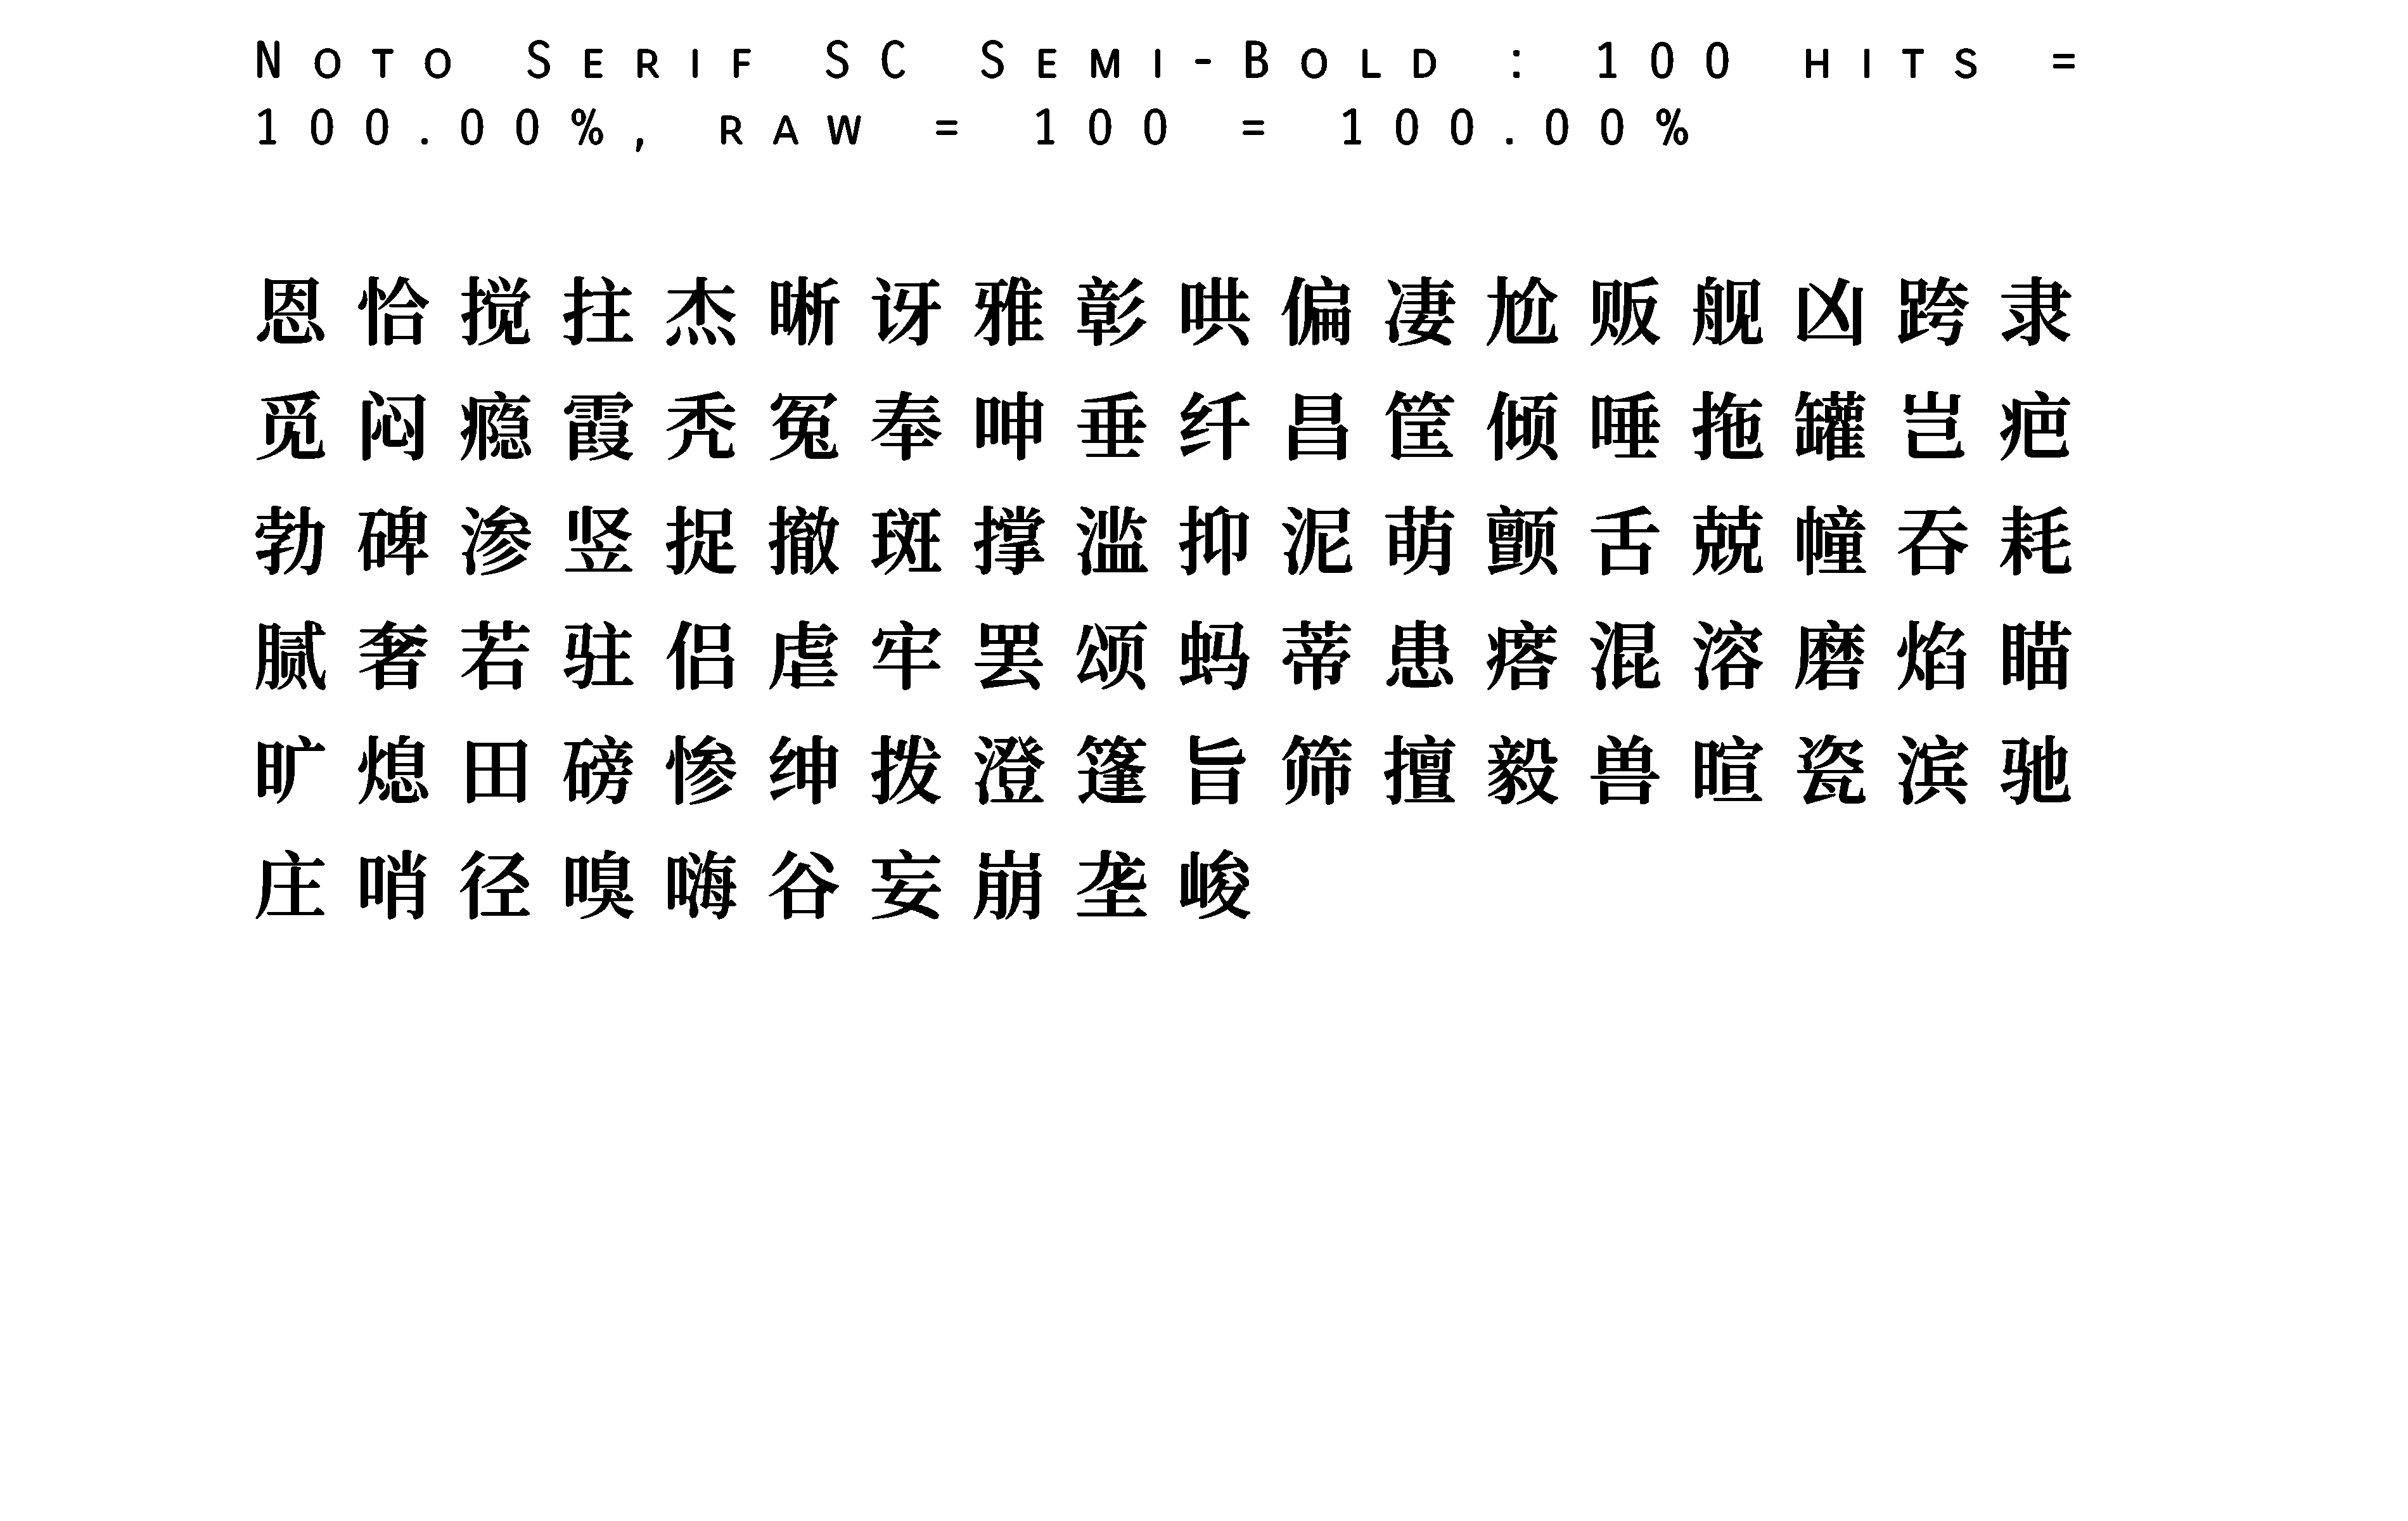 Noto Serif SC Semi-Bold : 100 hits =
100.00%, raw = 100 = 100.00%
恩 恰 搅 拄 杰 晰 讶 雅 彰 哄 偏 凄 尬 贩 舰 凶 跨 隶
觅 闷 瘾 霞 秃 冤 奉 呻 垂 纤 昌 筐 倾 唾 拖 罐 岂 疤
勃 碑 渗 竖 捉 撤 斑 撑 滥 抑 泥 萌 颤 舌 兢 幢 吞 耗
腻 奢 若 驻 侣 虐 牢 罢 颂 蚂 蒂 患 瘩 混 溶 磨 焰 瞄
旷 熄 田 磅 惨 绅 拨 澄 篷 旨 筛 擅 毅 兽 暄 瓷 滨 驰
庄 哨 径 嗅 嗨 谷 妄 崩 垄 峻